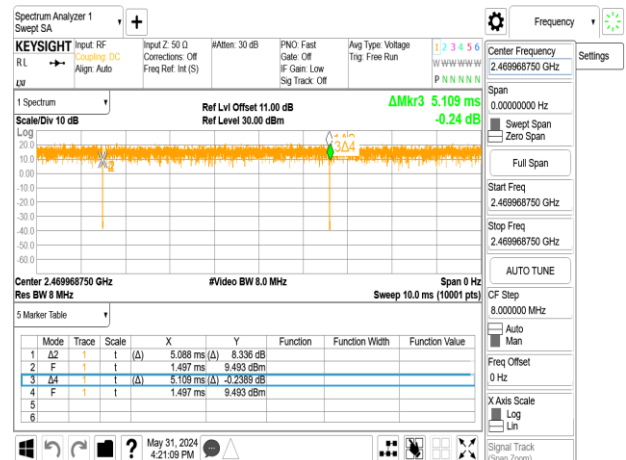 Spectrum Analyzer 1
Swept SA
Frequency
KEYSIGHT
RL
Input: RF
Coupling: DC
Align: Auto
Input Z: 50 Ω
Corrections: Off
Freq Ref: Int (S)
#Atten: 30 dB
PNO: Fast
Gate: Off
IF Gain: Low
Sig Track: Off
Avg Type: Voltage
Trig: Free Run
1 2 3 4 5 6
W W W W W W
P N N N N N
LXI
1 Spectrum
Scale/Div 10 dB
Log
Ref Lvl Offset 11.00 dB
Ref Level 30.00 dBm
ΔMkr3 5.109 ms
-0.24 dB
20.0
10.0
0.00
-10.0
-20.0
-30.0
-40.0
-50.0
-60.0
3Δ4
Center 2.469968750 GHz
#Video BW 8.0 MHz
Span 0 Hz
Res BW 8 MHz
Sweep 10.0 ms (10001 pts)
5 Marker Table
Mode Trace Scale X Y Function Function Width Function Value
1 Δ2 1 t (Δ) 5.088 ms (Δ) 8.336 dB
2 F 1 t 1.497 ms 9.493 dBm
3 Δ4 1 t (Δ) 5.109 ms (Δ) -0.2389 dB
4 F 1 t 1.497 ms 9.493 dBm
5
6
?
May 31, 2024
4:21:09 PM
Center Frequency
2.469968750 GHz
Span
0.00000000 Hz
Swept Span
Zero Span
Full Span
Start Freq
2.469968750 GHz
Stop Freq
2.469968750 GHz
AUTO TUNE
CF Step
8.000000 MHz
Auto
Man
Freq Offset
0 Hz
X Axis Scale
Log
Lin
Signal Track
(Span Zoom)
Settings